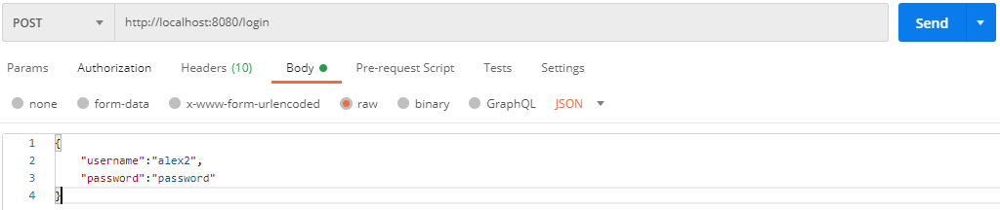 POST http://localhost:8080/login Send
Params Authorization Headers (10) Body Pre-request Script Tests Settings
none form-data x-www-form-urlencoded raw binary GraphQL JSON
1 {
2 "username":"alex2",
3 "password":"password"
4 }